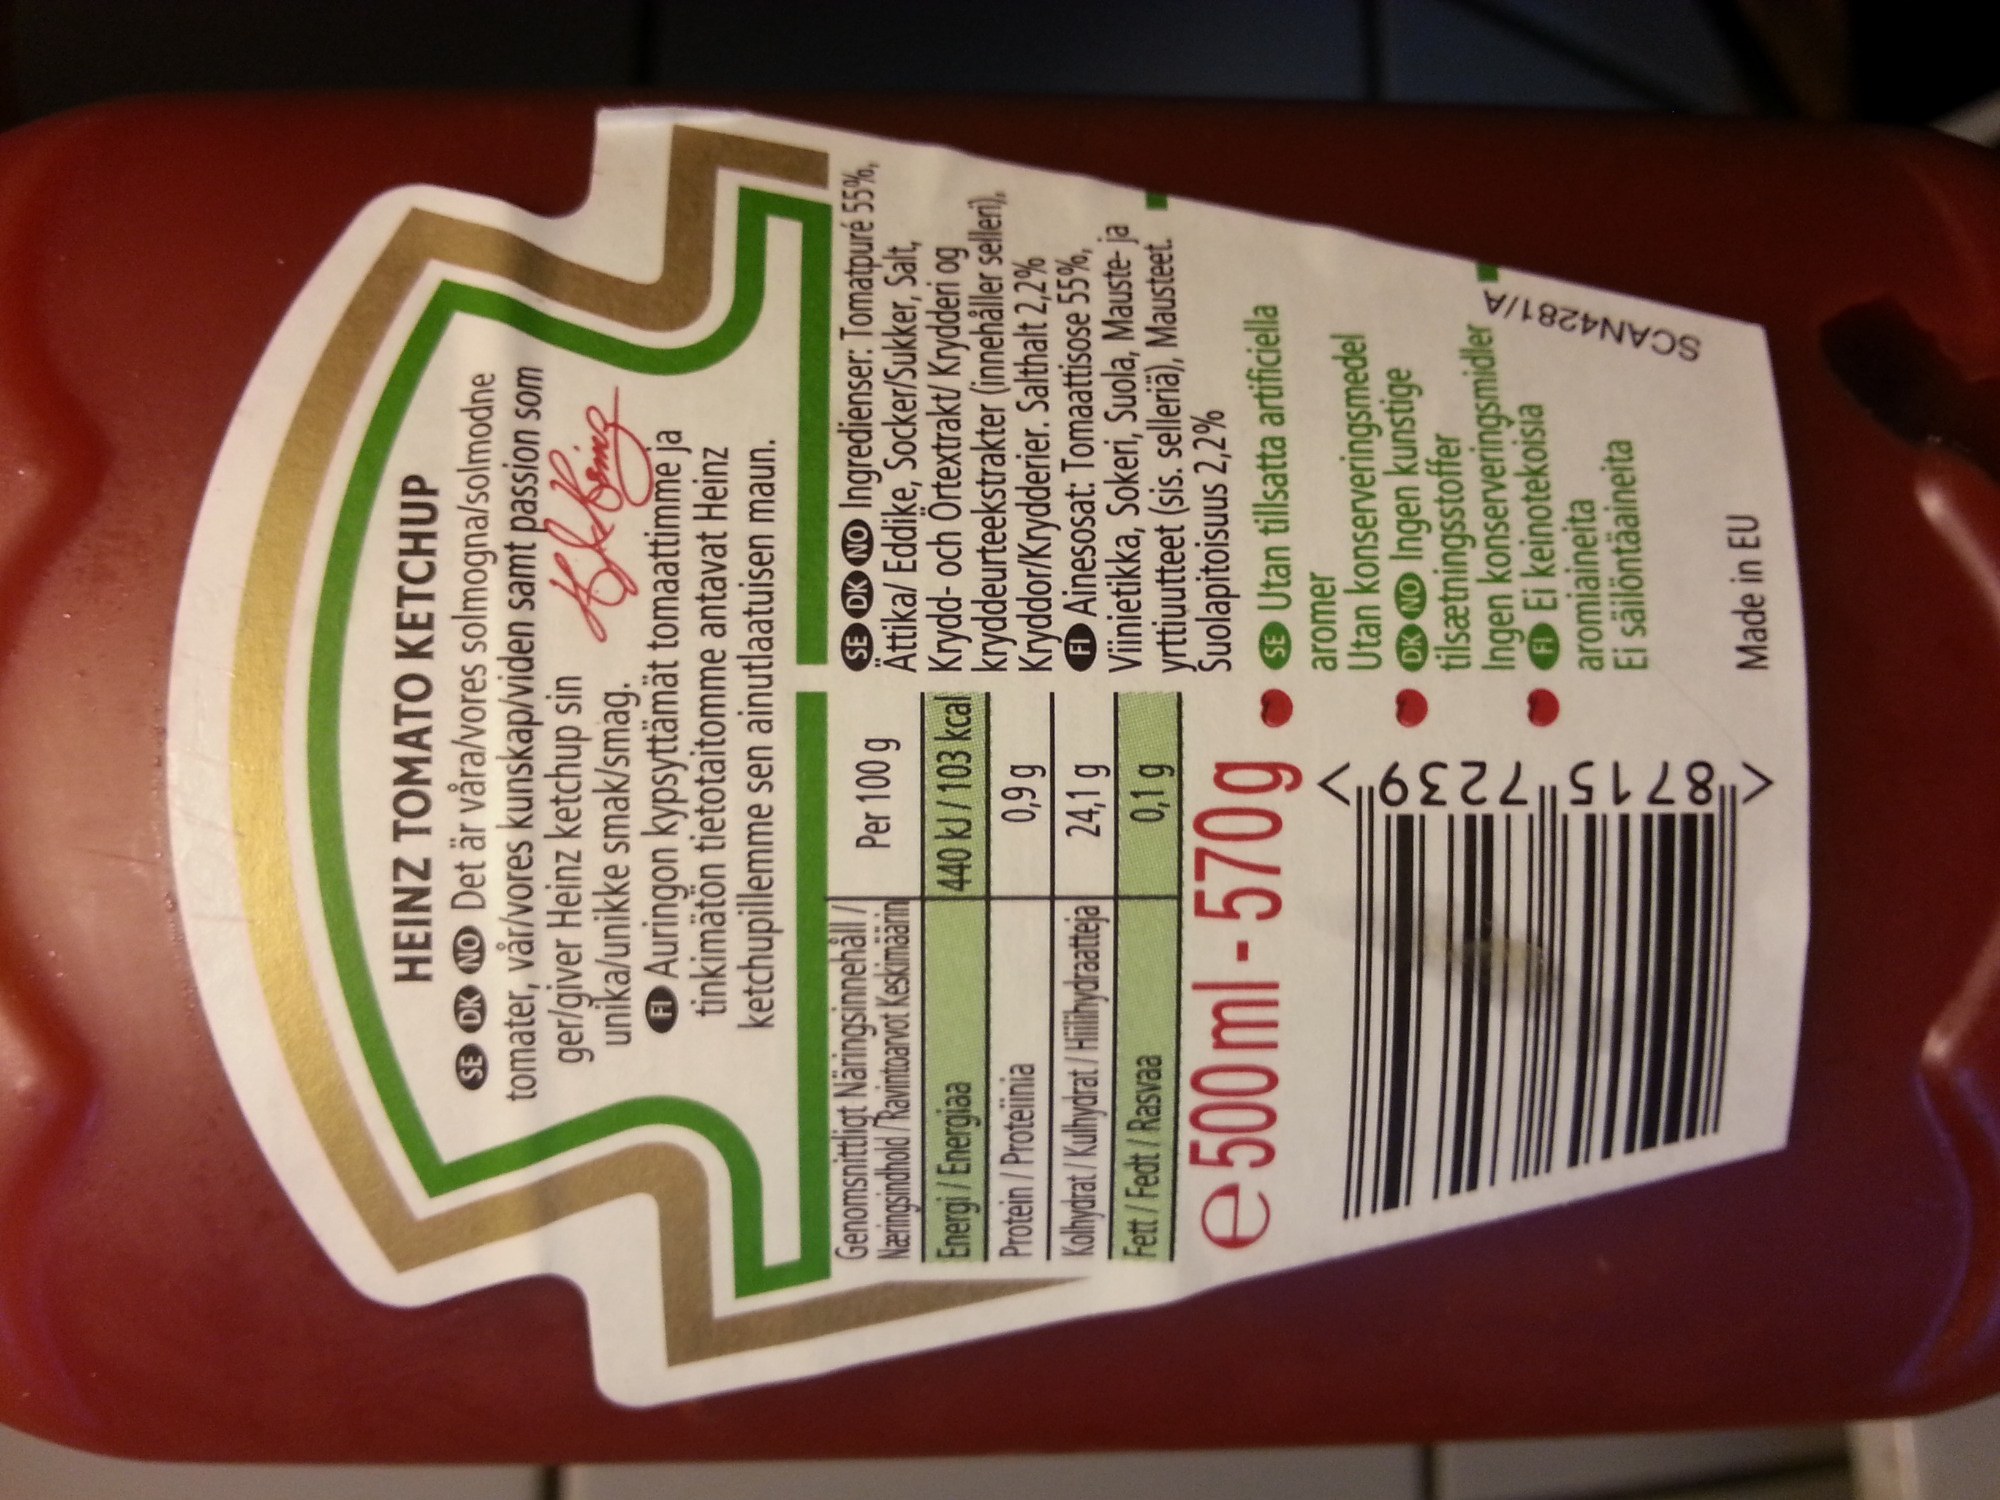 HEINZ TOMATO KETCHUP
SE DK NO Det är våra/vores solmogna/solmodne
tomater, vår/vores kunskap/viden samt passion som
ger/giver Heinz ketchup sin
unika/unikke smak/smag.
FI Auringon kypsyttämät tomaattimme ja
tinkimätön tietotaitomme antavat Heinz
ketchupillemme sen ainutlaatuisen maun.
Genomsnittligt Näringsinnehåll /
Næringsindhold / Ravintoarvot Keskimäärin
Per 100 g
Energi / Energiaa 440 kJ / 103 kcal
Protein / Proteiinia 0,9 g
Kolhydrat / Kulhydrat / Hiilihydraatteja 24,1 g
Fett / Fedt / Rasvaa 0,1 g
SE DK NO Ingredienser: Tomatpuré 55%,
Ättika/ Eddike, Socker/Sukker, Salt,
Krydd- och Örtextrakt/ Krydderi og
kryddeurteekstrakter (innehåller selleri),
Kryddor/Krydderier. Salthalt 2,2%
FI Ainesosat: Tomaattisose 55%,
Viinietikka, Sokeri, Suola, Mauste- ja
yrttiuutteet (sis. selleriä), Mausteet.
Suolapitoisuus 2,2%
e 500ml - 570g
SE Utan tillsatta artificiella
aromer
Utan konserveringsmedel
DK NO Ingen kunstige
tilsætningsstoffer
Ingen konserveringsmidler
FI Ei keinotekoisia
aromiaineita
Ei säilöntäaineita
< 8715 7239 >
SCAN4281/A
Made in EU